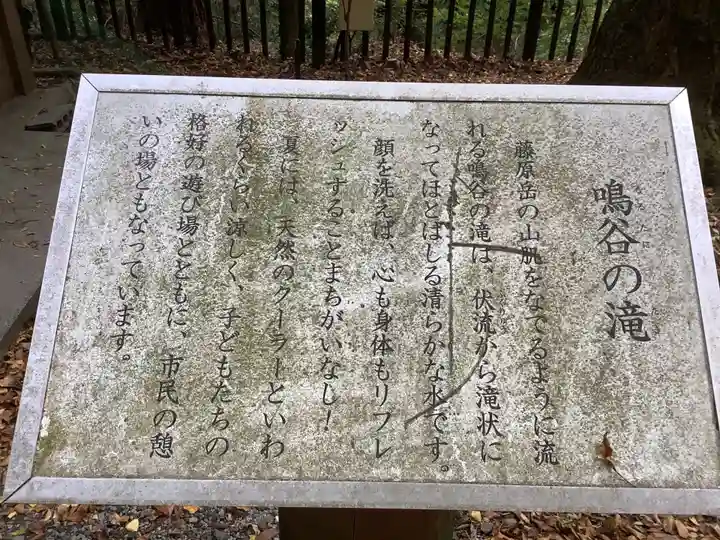 鳴谷の滝
藤原岳の山肌をなでるように流
れる鳴谷の滝は、伏流から滝状に
なってほとばしる清らかな水です。
顔を洗えば、心も身体もリフレ
ッシュすることまちがいなし！
夏には、天然のクーラーといわ
れるくらい涼しく、子どもたちの
格好の遊び場とともに、市民の憩
いの場ともなっています。